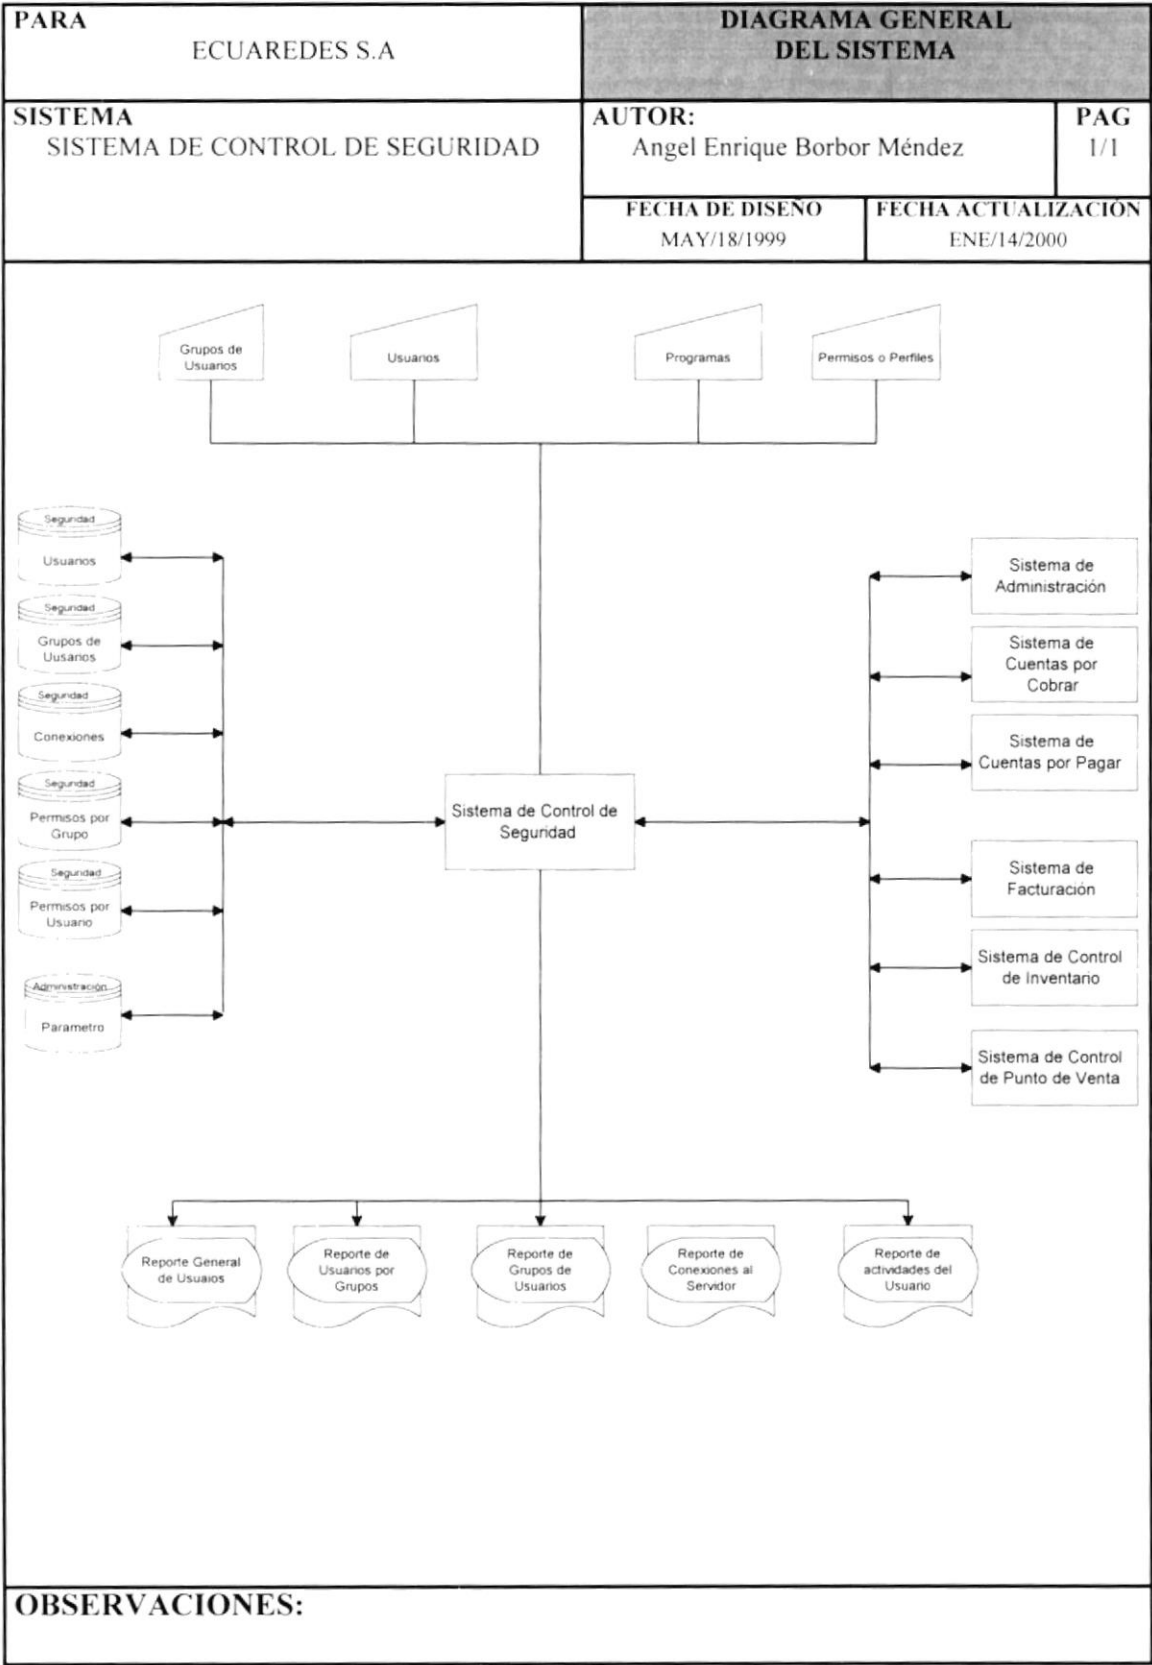 PARA
ECUAREDES S.A
DIAGRAMA GENERAL
DEL SISTEMA
SISTEMA
SISTEMA DE CONTROL DE SEGURIDAD
AUTOR:
Angel Enrique Borbor Méndez
PAG
1/1
FECHA DE DISEÑO
MAY/18/1999
FECHA ACTUALIZACIÓN
ENE/14/2000
Grupos de
Usuarios
Usuarios
Programas
Permisos o Perfiles
Seguridad
Usuarios
Seguridad
Grupos de
Uusarios
Seguridad
Conexiones
Seguridad
Permisos por
Grupo
Seguridad
Permisos por
Usuario
Administración
Parametro
Sistema de Control de
Seguridad
Sistema de
Administración
Sistema de
Cuentas por
Cobrar
Sistema de
Cuentas por Pagar
Sistema de
Facturación
Sistema de Control
de Inventario
Sistema de Control
de Punto de Venta
Reporte General
de Usuaios
Reporte de
Usuarios por
Grupos
Reporte de
Grupos de
Usuarios
Reporte de
Conexiones al
Servidor
Reporte de
actividades del
Usuario
OBSERVACIONES: